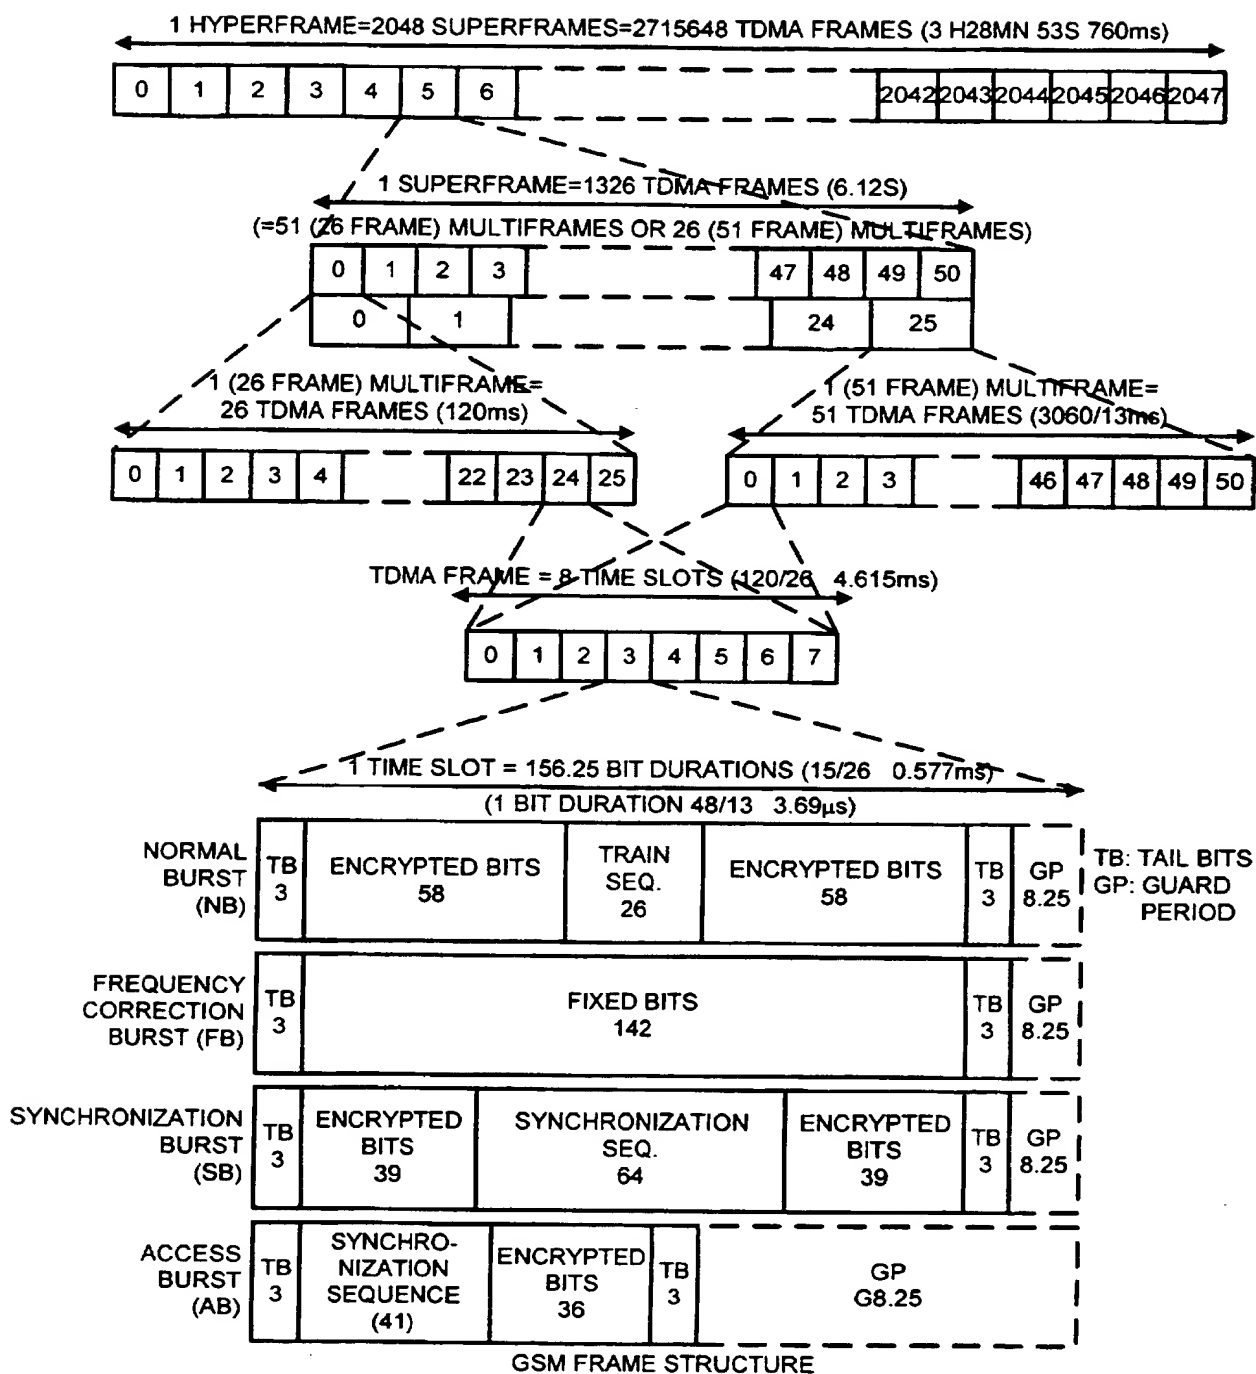 1 HYPERFRAME=2048 SUPERFRAMES=2715648 TDMA FRAMES (3 H28MN 53S 760ms)
0 1 2 3 4 5 6 2042 2043 2044 2045 2046 2047
1 SUPERFRAME=1326 TDMA FRAMES (6.12S)
(=51 (26 FRAME) MULTIFRAMES OR 26 (51 FRAME) MULTIFRAMES)
0 1 2 3 47 48 49 50
0 1 24 25
1 (26 FRAME) MULTIFRAME=
26 TDMA FRAMES (120ms)
1 (51 FRAME) MULTIFRAME=
51 TDMA FRAMES (3060/13ms)
0 1 2 3 4 22 23 24 25
0 1 2 3 46 47 48 49 50
TDMA FRAME = 8 TIME SLOTS (120/26 4.615ms)
0 1 2 3 4 5 6 7
1 TIME SLOT = 156.25 BIT DURATIONS (15/26 0.577ms)
(1 BIT DURATION 48/13 3.69µs)
NORMAL
BURST
(NB)
TB
3
ENCRYPTED BITS
58
TRAIN
SEQ.
26
ENCRYPTED BITS
58
TB
3
GP
8.25
TB: TAIL BITS
GP: GUARD
PERIOD
FREQUENCY
CORRECTION
BURST (FB)
TB
3
FIXED BITS
142
TB
3
GP
8.25
SYNCHRONIZATION
BURST
(SB)
TB
3
ENCRYPTED
BITS
39
SYNCHRONIZATION
SEQ.
64
ENCRYPTED
BITS
39
TB
3
GP
8.25
ACCESS
BURST
(AB)
TB
3
SYNCHRO-
NIZATION
SEQUENCE
(41)
ENCRYPTED
BITS
36
TB
3
GP
G8.25
GSM FRAME STRUCTURE